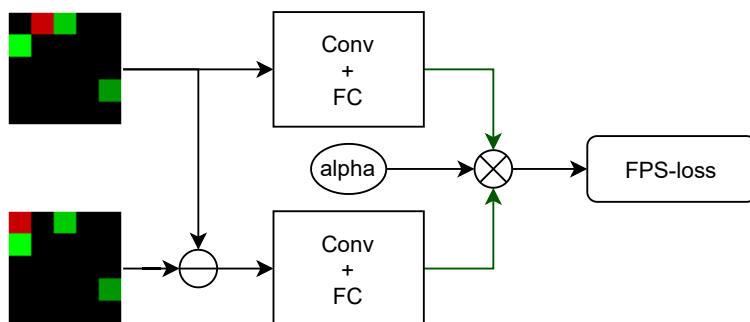 Conv
+
FC
alpha
FPS-loss
Conv
+
FC